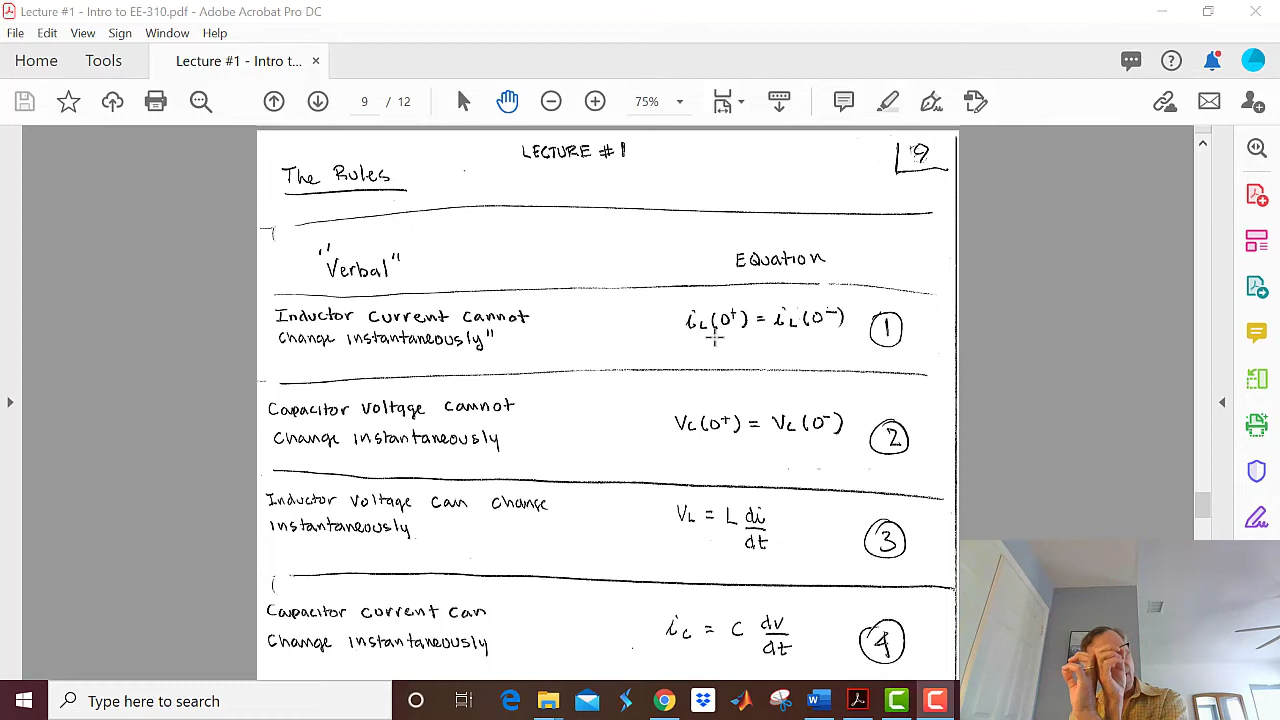 Lecture #1 - Intro to EE-310.pdf - Adobe Acrobat Pro DC
File Edit View Sign Window Help
Home Tools Lecture #1 - Intro t...
9 / 12 75%
LECTURE #1
9
The Rules
"Verbal" Equation
Inductor Current cannot
Change instantaneously"
iL(0+) = iL(0-) 1
Capacitor Voltage cannot
Change instantaneously
Vc(0+) = Vc(0-) 2
Inductor Voltage can change
instantaneously
VL = L di/dt 3
Capacitor Current can
Change instantaneously
ic = C dv/dt 4
Type here to search